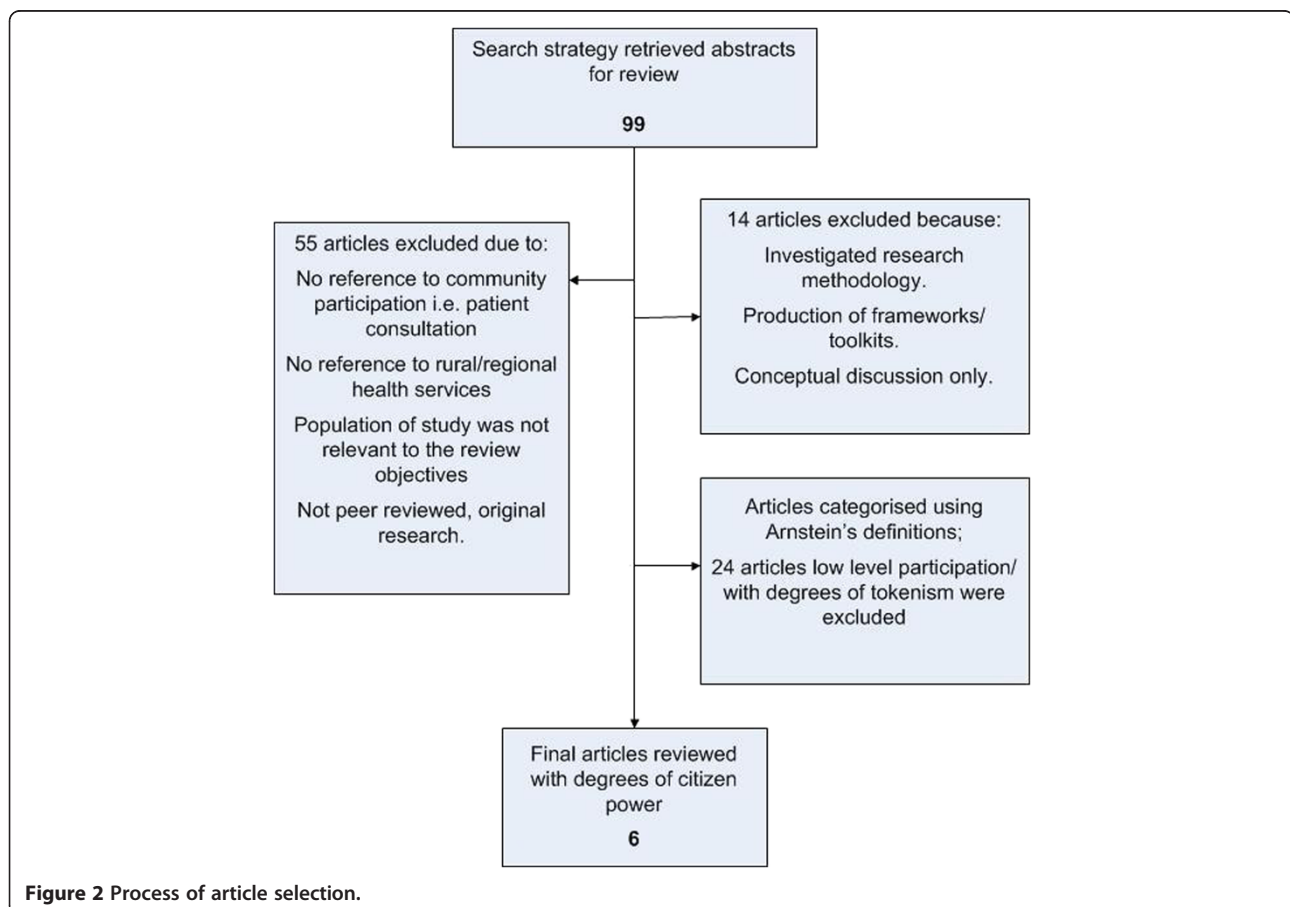 Search strategy retrieved abstracts
for review
99
55 articles excluded due to:
No reference to community
participation i.e. patient
consultation
No reference to rural/regional
health services
Population of study was not
relevant to the review
objectives
Not peer reviewed, original
research.
14 articles excluded because:
Investigated research
methodology.
Production of frameworks/
toolkits.
Conceptual discussion only.
Articles categorised using
Arnstein's definitions;
24 articles low level participation/
with degrees of tokenism were
excluded
Final articles reviewed
with degrees of citizen
power
6
Figure 2 Process of article selection.